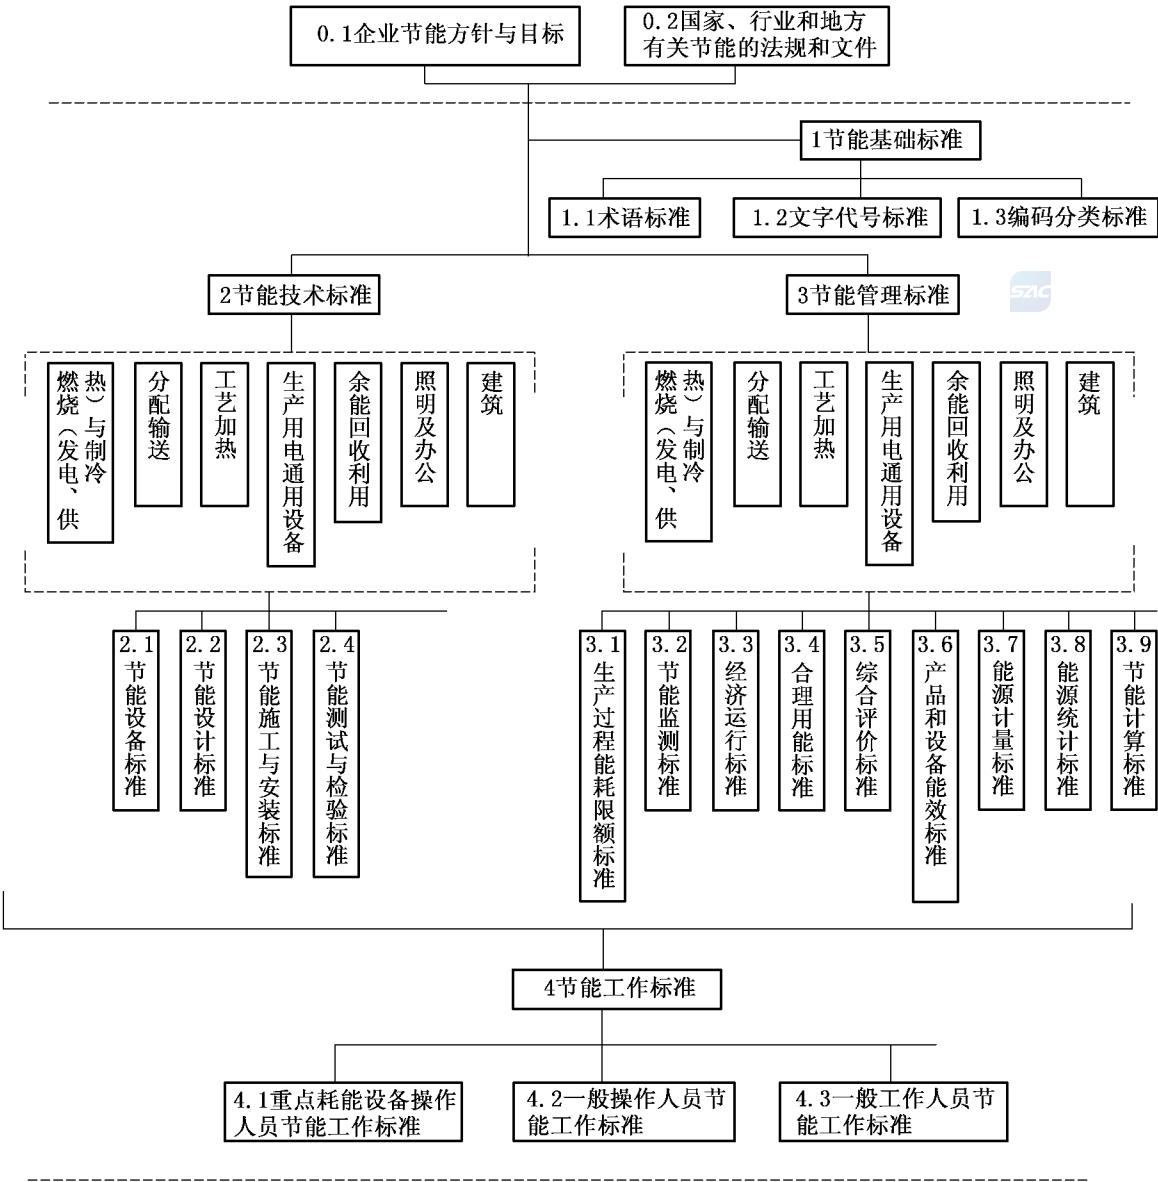 0.1企业节能方针与目标
0.2国家、行业和地方
有关节能的法规和文件
1节能基础标准
1.1术语标准
1.2文字代号标准
1.3编码分类标准
2节能技术标准
3节能管理标准
SAC
燃烧（发电、供
热）与制冷
分配输送
工艺加热
生产用电通用设备
余能回收利用
照明及办公
建筑
燃烧（发电、供
热）与制冷
分配输送
工艺加热
生产用电通用设备
余能回收利用
照明及办公
建筑
2.1节能设备标准
2.2节能设计标准
2.3节能施工与安装标准
2.4节能测试与检验标准
3.1生产过程能耗限额标准
3.2节能监测标准
3.3经济运行标准
3.4合理用能标准
3.5综合评价标准
3.6产品和设备能效标准
3.7能源计量标准
3.8能源统计标准
3.9节能计算标准
4节能工作标准
4.1重点耗能设备操作
人员节能工作标准
4.2一般操作人员节
能工作标准
4.3一般工作人员节
能工作标准